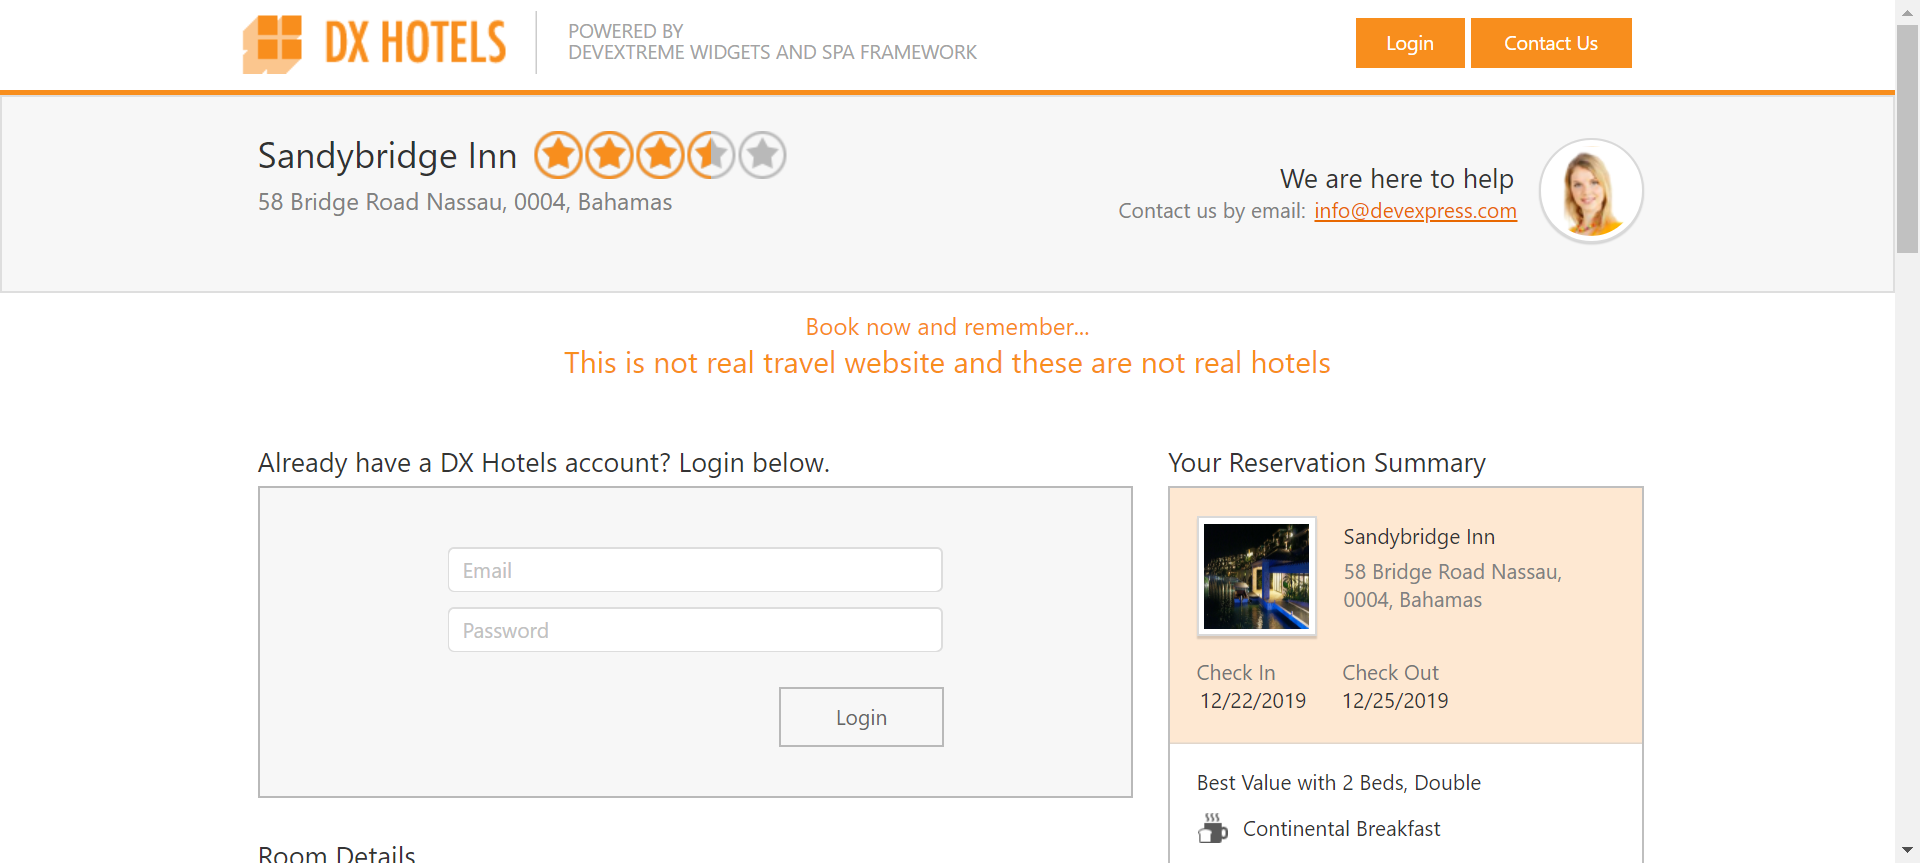 DX HOTELS
POWERED BY
DEVEXTREME WIDGETS AND SPA FRAMEWORK
Login
Contact Us
Sandybridge Inn
58 Bridge Road Nassau, 0004, Bahamas
We are here to help
Contact us by email: info@devexpress.com
Book now and remember...
This is not real travel website and these are not real hotels
Already have a DX Hotels account? Login below.
Email
Password
Login
Room Details
Your Reservation Summary
Sandybridge Inn
58 Bridge Road Nassau,
0004, Bahamas
Check In
12/22/2019
Check Out
12/25/2019
Best Value with 2 Beds, Double
Continental Breakfast